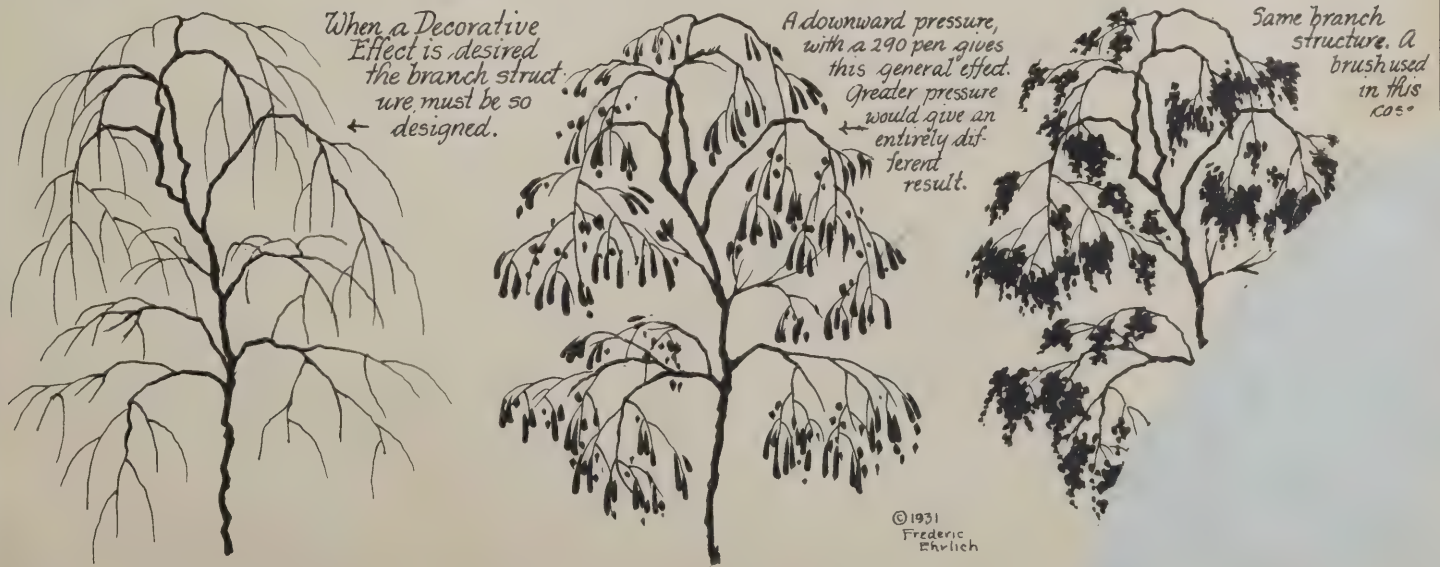 When a Decorative
Effect is desired
the branch struct-
ure must be so
designed.
A downward pressure,
with a 290 pen gives
this general effect.
Greater pressure
would give an
entirely dif-
ferent
result.
Same branch
structure. A
brush used
in this
© 1931
Frederic
Ehrlich